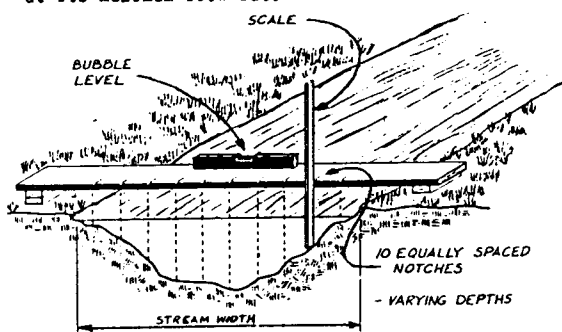 SCALE
BUBBLE
LEVEL
10 EQUALLY SPACED
NOTCHES
- VARYING DEPTHS
STREAM WIDTH